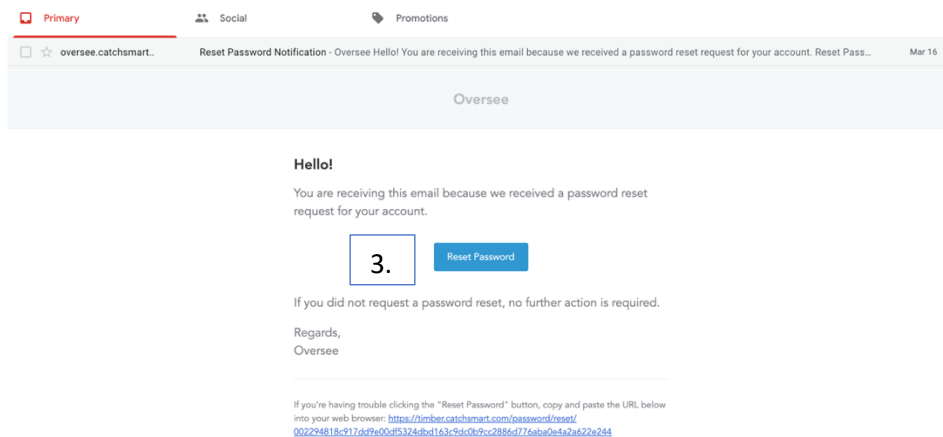 Primary Social Promotions
oversee.catchsmart.. Reset Password Notification - Oversee Hello! You are receiving this email because we received a password reset request for your account. Reset Pass... Mar 16
Oversee
Hello!
You are receiving this email because we received a password reset
request for your account.
3. Reset Password
If you did not request a password reset, no further action is required.
Regards,
Oversee
If you're having trouble clicking the "Reset Password" button, copy and paste the URL below
into your web browser: https://timber.catchsmart.com/password/reset/
002294818c917dd9e00df5324dbd163c9dc0b9cc2886d776aba0e4a2a622e244